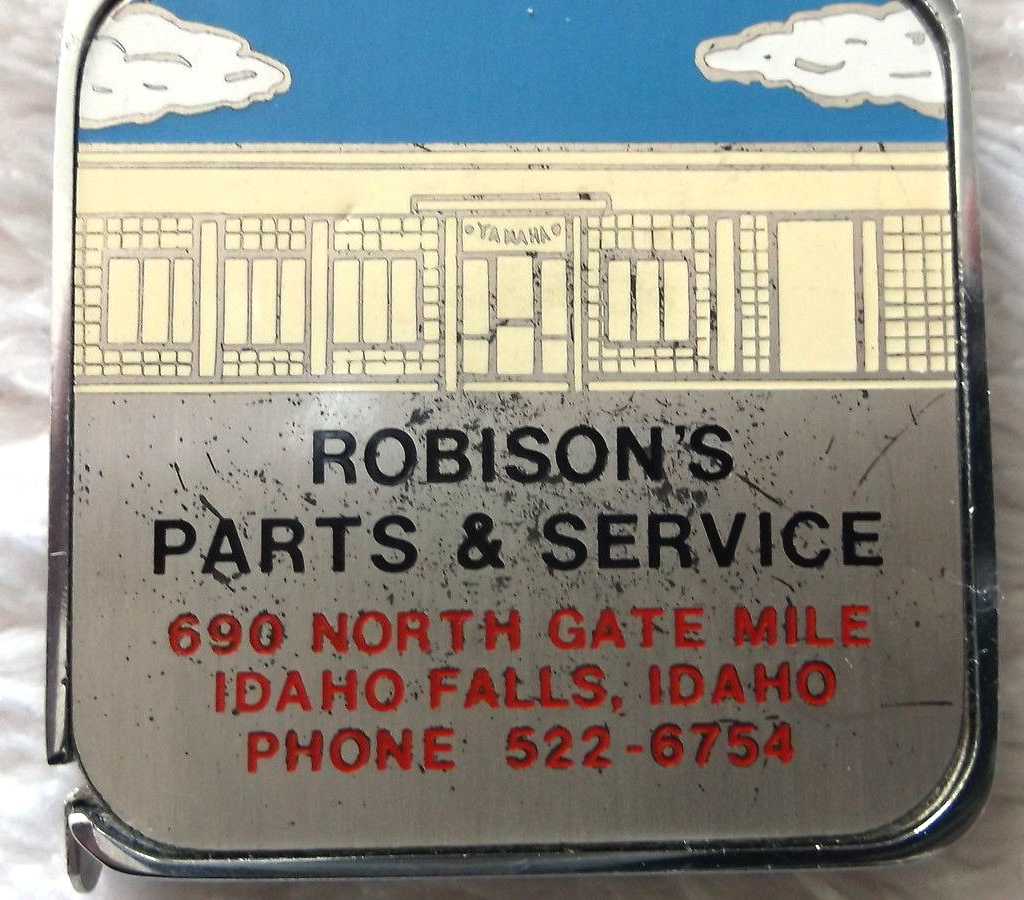 YAMAHA
ROBISON'S
PARTS & SERVICE
690 NORTH GATE MILE
IDAHO FALLS, IDAHO
PHONE 522-6754